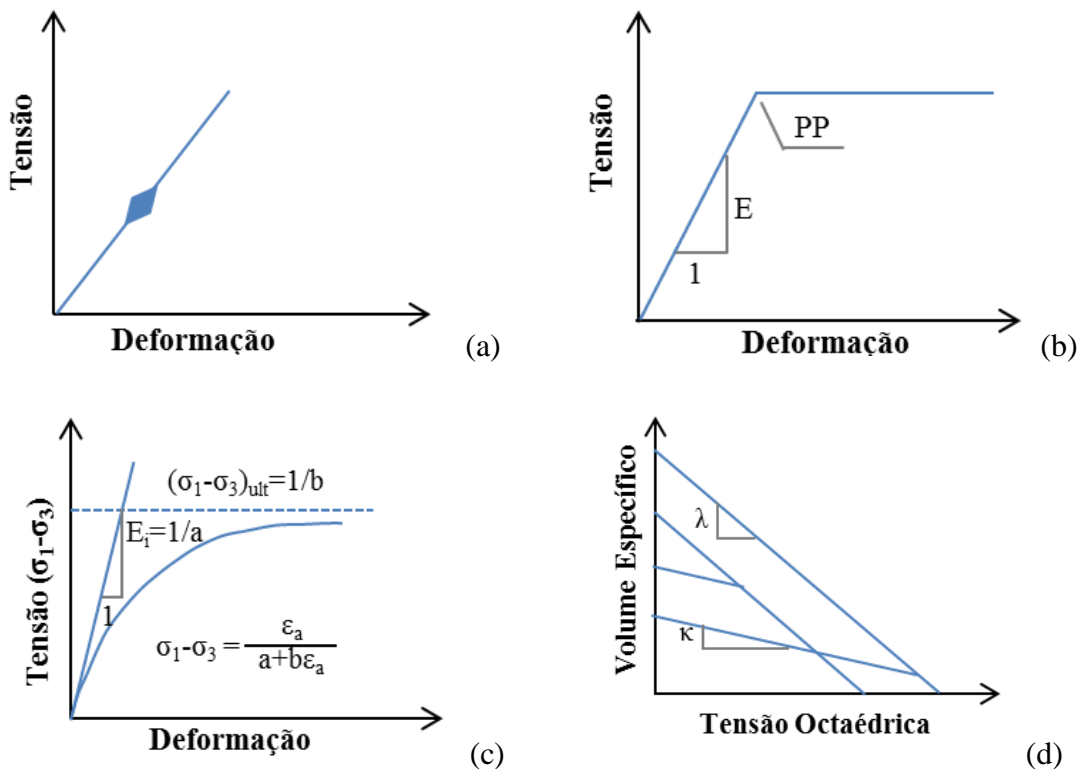 Tensão
Deformação
(a)
Tensão
PP
E
1
Deformação
(b)
Tensão (σ₁-σ₃)
(σ₁-σ₃)ᵤₗₜ=1/b
Eᵢ=1/a
1
σ₁-σ₃ = εₐ/(a+bεₐ)
Deformação
(c)
Volume Específico
λ
κ
Tensão Octaédrica
(d)